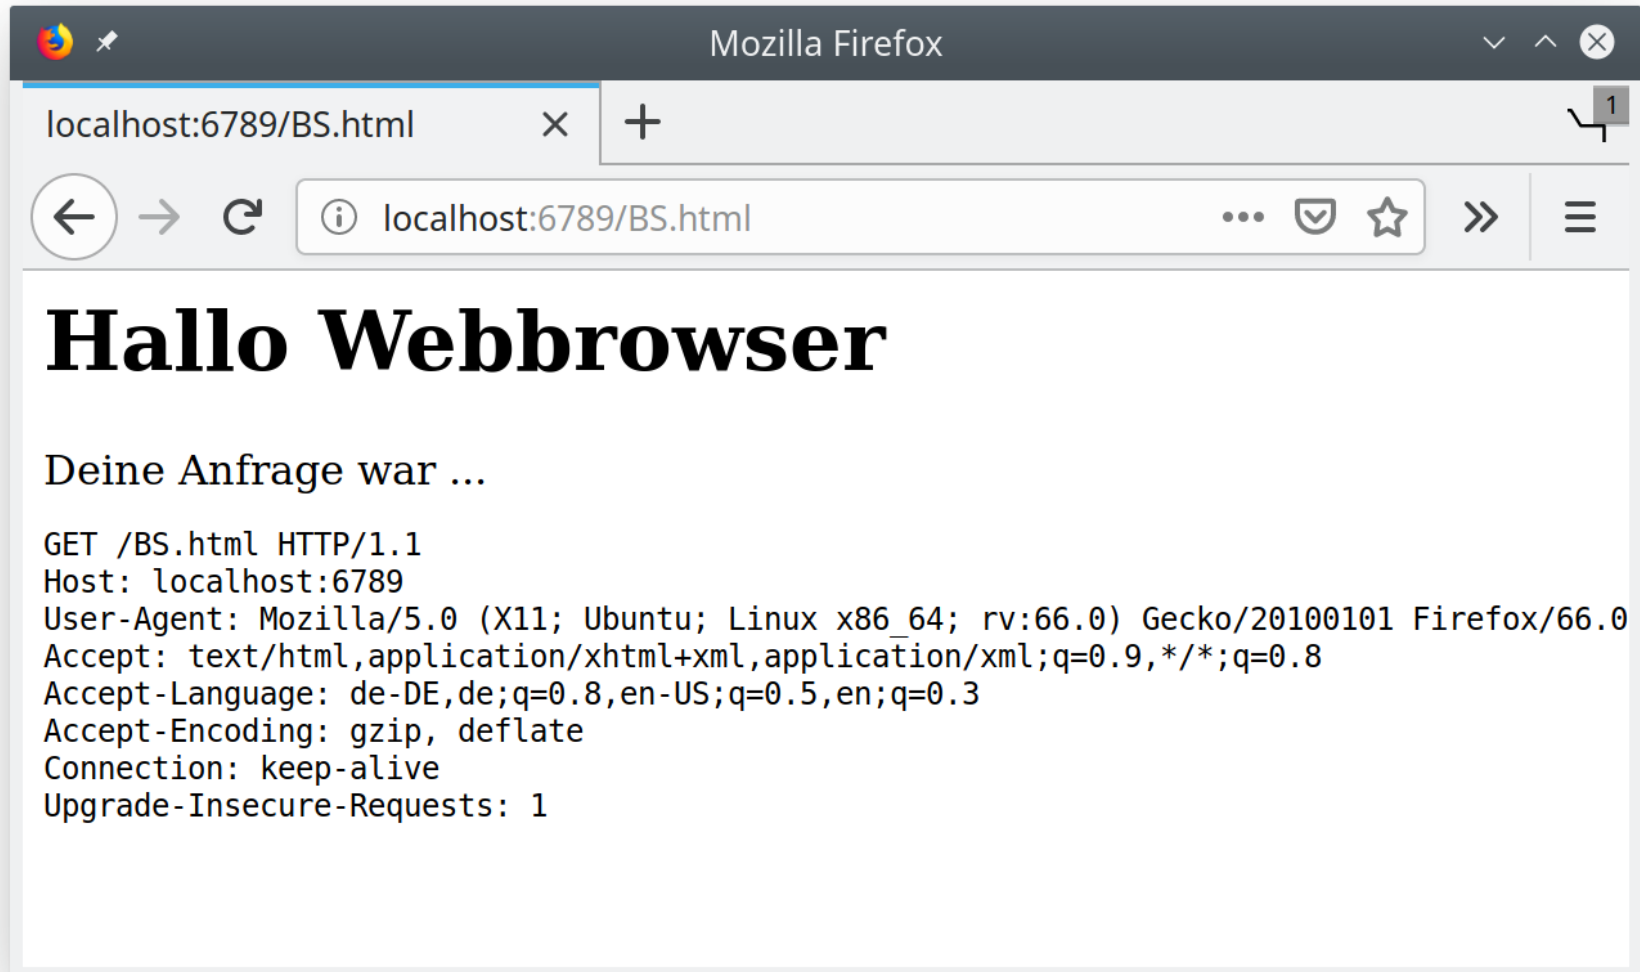 Mozilla Firefox
localhost:6789/BS.html
1
localhost:6789/BS.html
Hallo Webbrowser
Deine Anfrage war ...
GET /BS.html HTTP/1.1
Host: localhost:6789
User-Agent: Mozilla/5.0 (X11; Ubuntu; Linux x86_64; rv:66.0) Gecko/20100101 Firefox/66.0
Accept: text/html,application/xhtml+xml,application/xml;q=0.9,*/*;q=0.8
Accept-Language: de-DE,de;q=0.8,en-US;q=0.5,en;q=0.3
Accept-Encoding: gzip, deflate
Connection: keep-alive
Upgrade-Insecure-Requests: 1